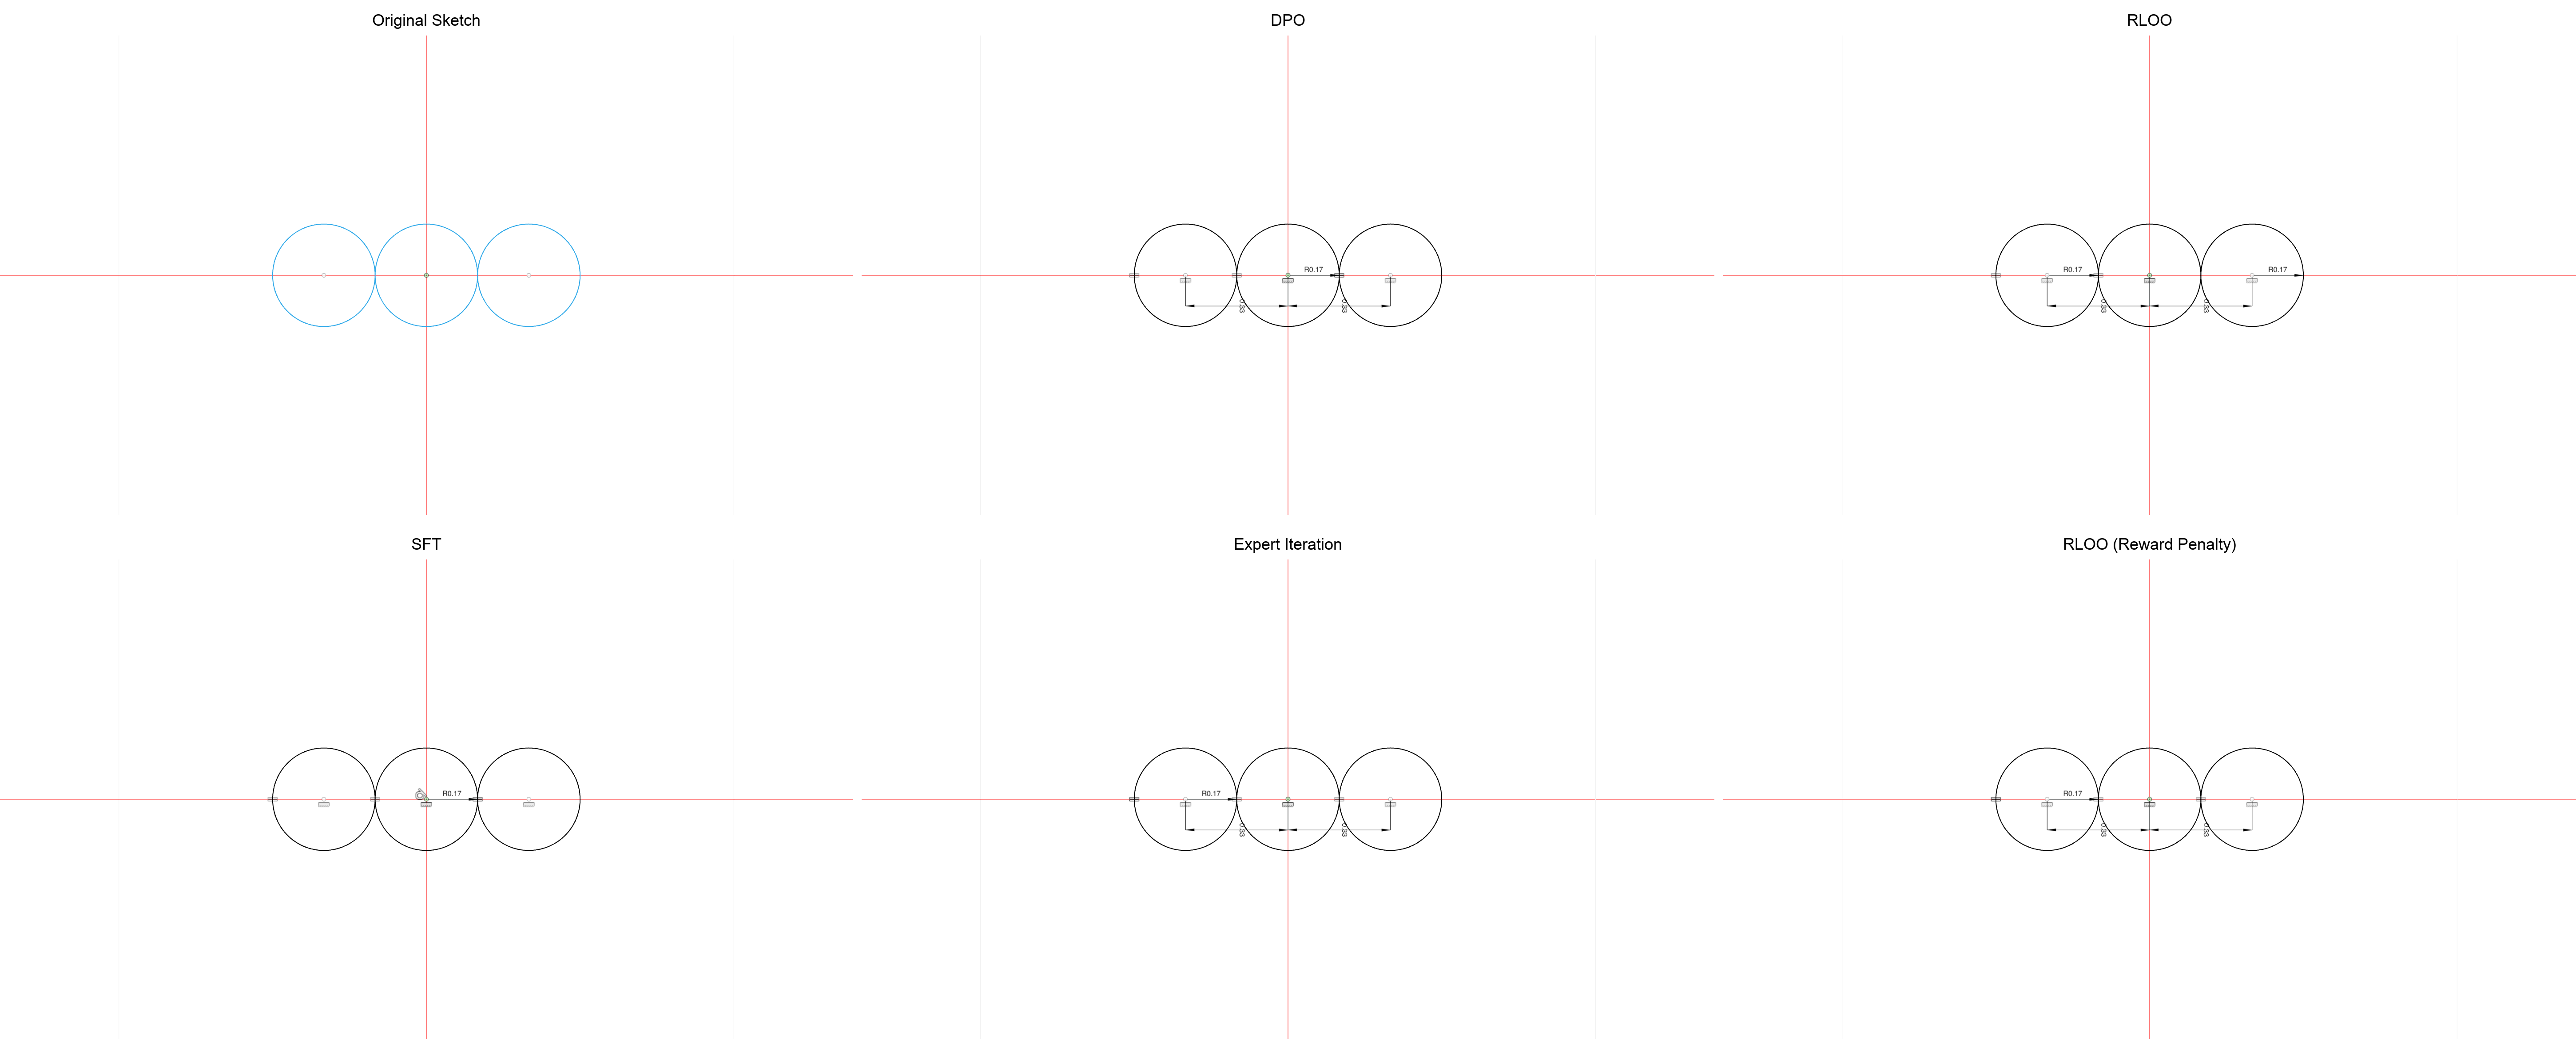 Original Sketch
DPO
RLOO
R0.17
0.33
0.33
R0.17
R0.17
0.33
0.33
SFT
Expert Iteration
RLOO (Reward Penalty)
R0.17
R0.17
0.33
0.33
R0.17
0.33
0.33